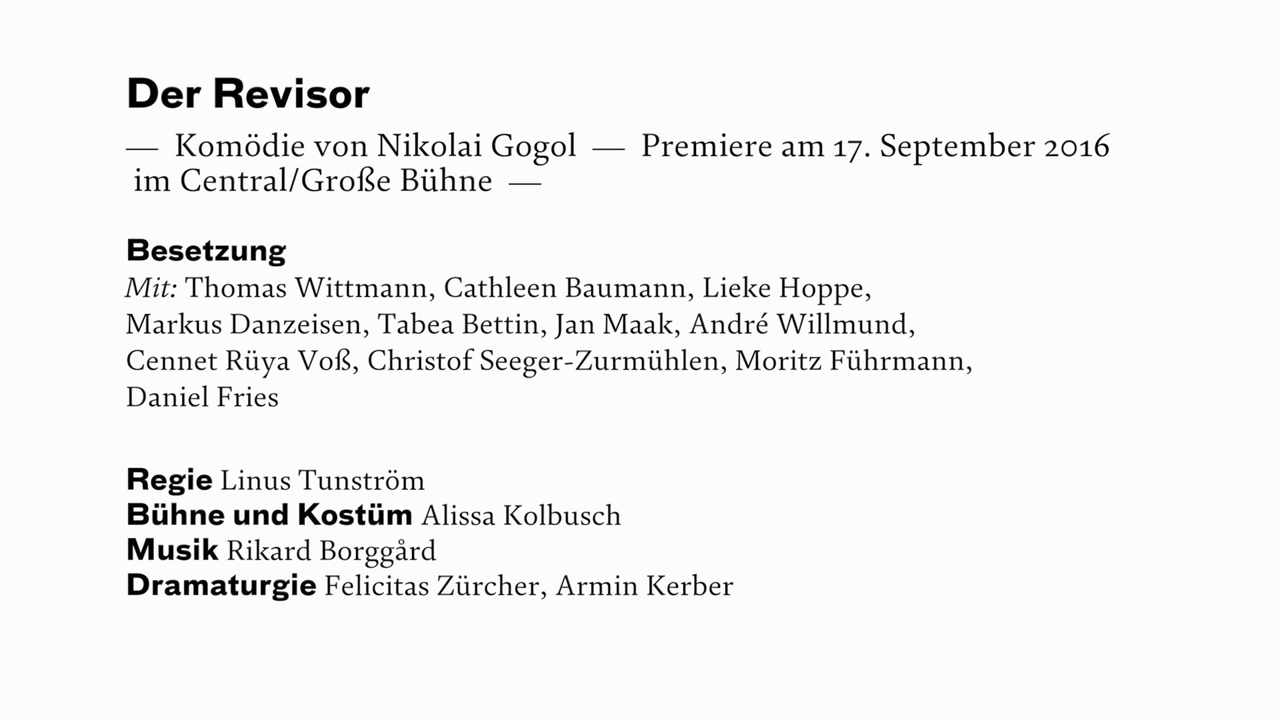 Der Revisor
— Komödie von Nikolai Gogol — Premiere am 17. September 2016
im Central/Große Bühne —
Besetzung
Mit: Thomas Wittmann, Cathleen Baumann, Lieke Hoppe,
Markus Danzeisen, Tabea Bettin, Jan Maak, André Willmund,
Cennet Rüya Voß, Christof Seeger-Zurmühlen, Moritz Führmann,
Daniel Fries
Regie Linus Tunström
Bühne und Kostüm Alissa Kolbusch
Musik Rikard Borggård
Dramaturgie Felicitas Zürcher, Armin Kerber